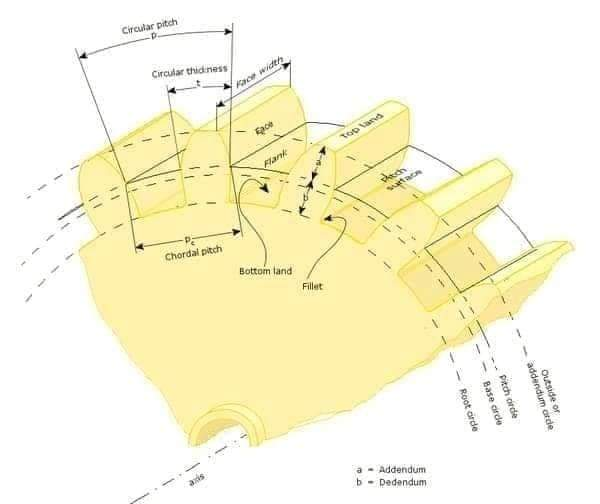 Circular pitch
p
Circular thickness
t
Face width
Face
Flank
Top land
a
b
Pitch
surface
Pc
Chordal pitch
Bottom land
Fillet
Outside or
addendum circle
Pitch circle
Base circle
Root circle
axis
a = Addendum
b = Dedendum